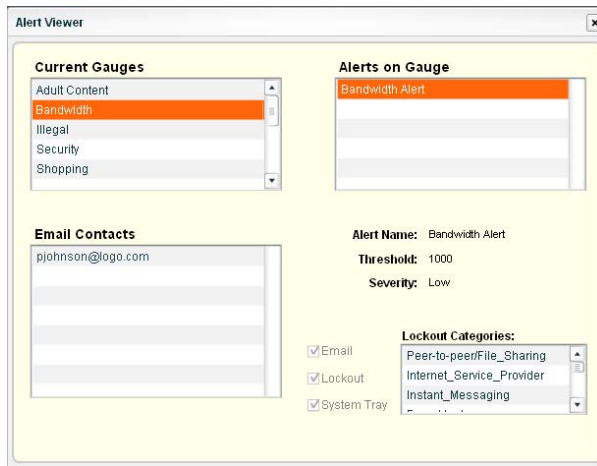 Alert Viewer
Current Gauges
Adult Content
Bandwidth
Illegal
Security
Shopping
Alerts on Gauge
Bandwidth Alert
Email Contacts
pjohnson@logo.com
Alert Name: Bandwidth Alert
Threshold: 1000
Severity: Low
Email
Lockout
System Tray
Lockout Categories:
Peer-to-peer/File_Sharing
Internet_Service_Provider
Instant_Messaging